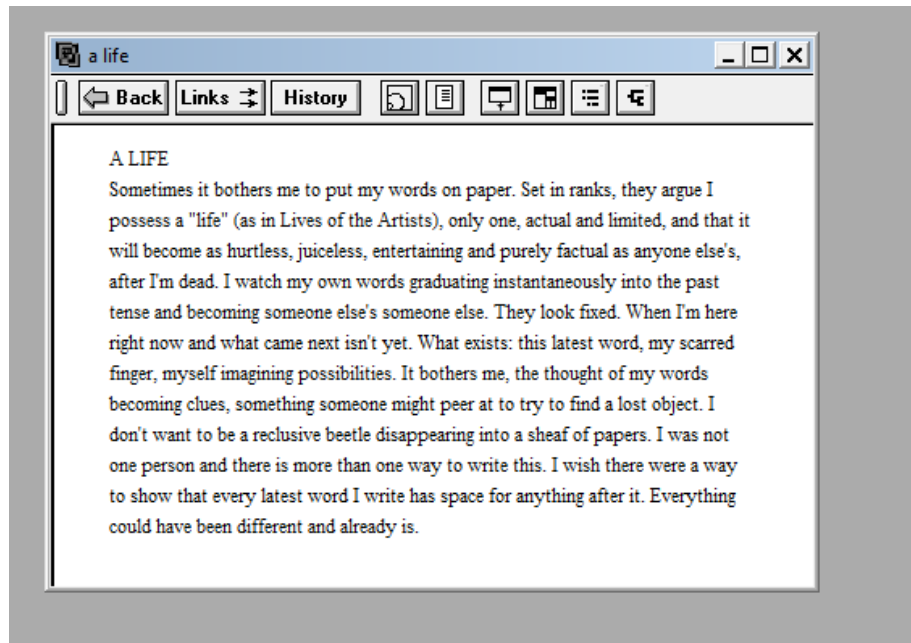 a life
Back Links History
A LIFE
Sometimes it bothers me to put my words on paper. Set in ranks, they argue I
possess a "life" (as in Lives of the Artists), only one, actual and limited, and that it
will become as hurtless, juiceless, entertaining and purely factual as anyone else's,
after I'm dead. I watch my own words graduating instantaneously into the past
tense and becoming someone else's someone else. They look fixed. When I'm here
right now and what came next isn't yet. What exists: this latest word, my scarred
finger, myself imagining possibilities. It bothers me, the thought of my words
becoming clues, something someone might peer at to try to find a lost object. I
don't want to be a reclusive beetle disappearing into a sheaf of papers. I was not
one person and there is more than one way to write this. I wish there were a way
to show that every latest word I write has space for anything after it. Everything
could have been different and already is.